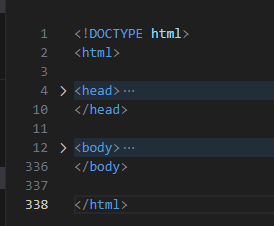 1 <!DOCTYPE html>
2 <html>
3
4 <head>···
10 </head>
11
12 <body>···
336 </body>
337
338 </html>